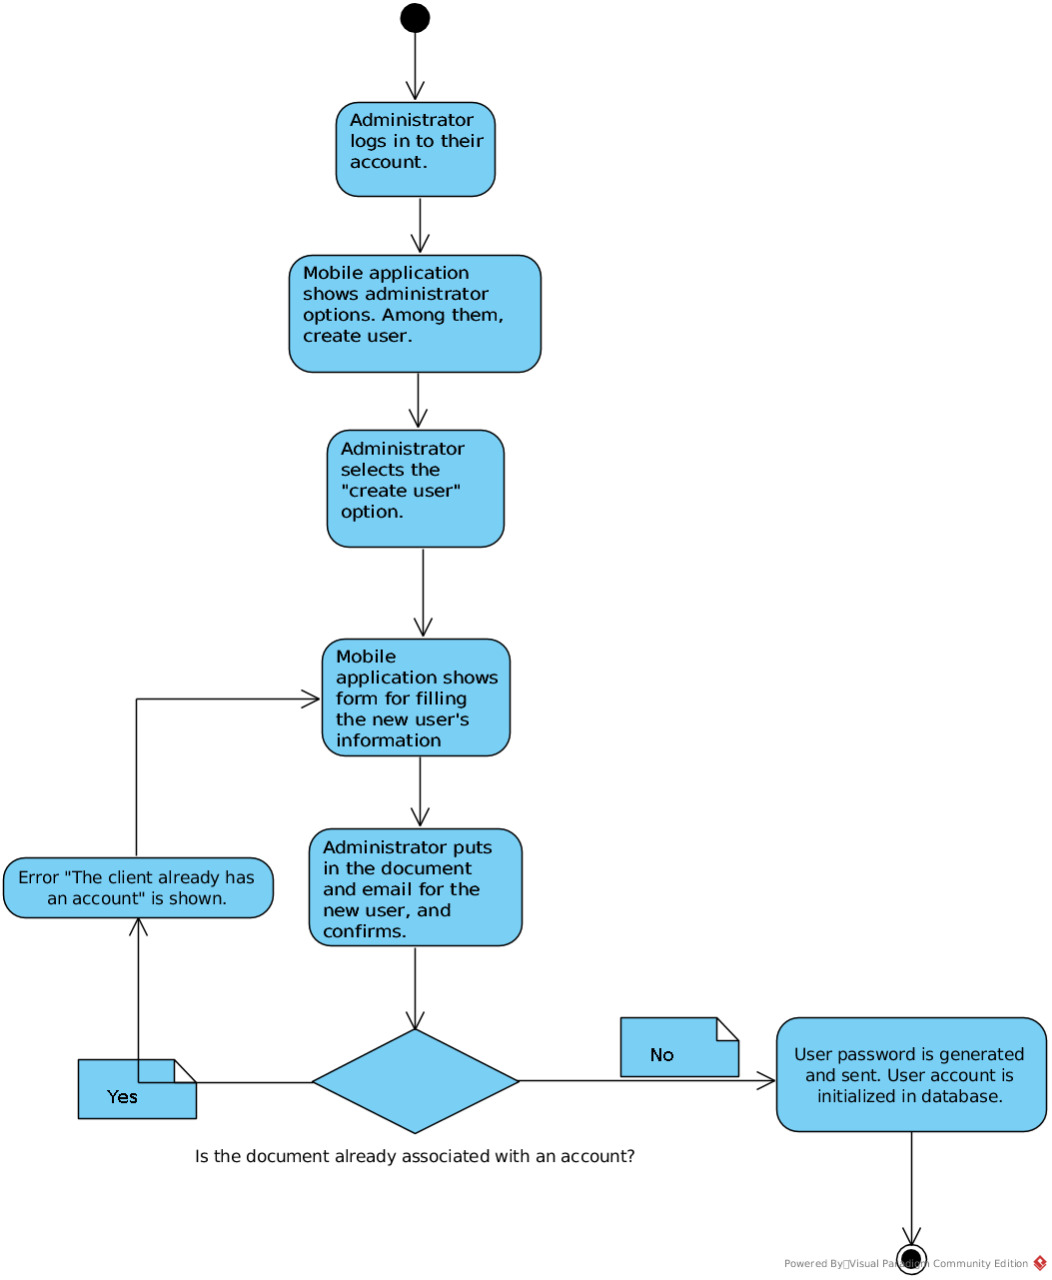 Administrator
logs in to their
account.
Mobile application
shows administrator
options. Among them,
create user.
Administrator
selects the
"create user"
option.
Mobile
application shows
form for filling
the new user's
information
Administrator puts
in the document
and email for the
new user, and
confirms.
Error "The client already has
an account" is shown.
Yes
No
Is the document already associated with an account?
User password is generated
and sent. User account is
initialized in database.
Powered By Visual Paradigm Community Edition